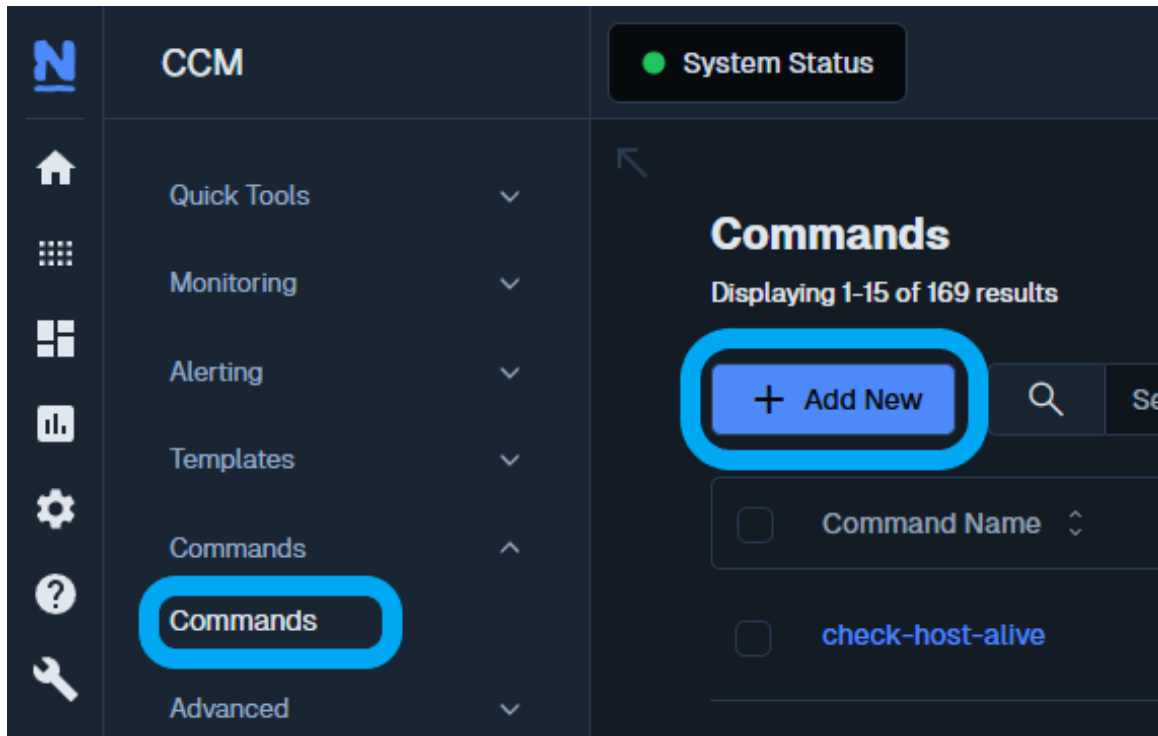 N
CCM
System Status
Quick Tools
Monitoring
Alerting
Templates
Commands
Commands
Advanced
Commands
Displaying 1-15 of 169 results
+ Add New
Command Name
check-host-alive